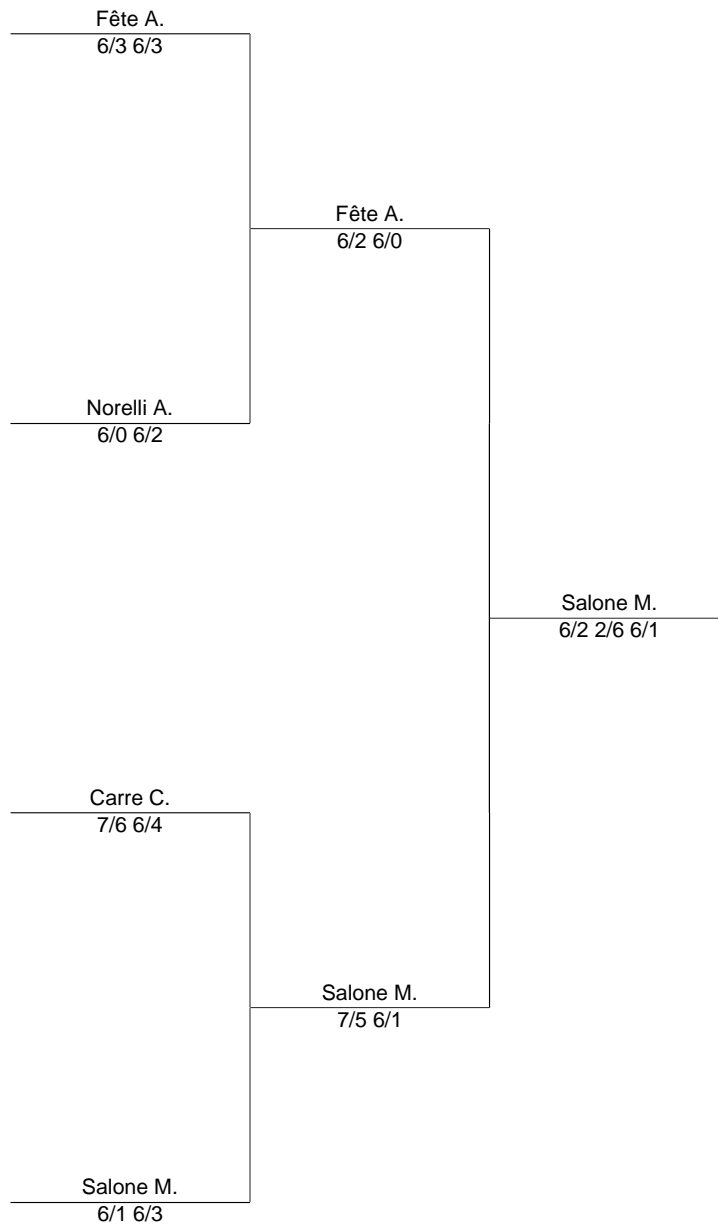 Fête A.
6/3 6/3
Fête A.
6/2 6/0
Norelli A.
6/0 6/2
Salone M.
6/2 2/6 6/1
Carre C.
7/6 6/4
Salone M.
7/5 6/1
Salone M.
6/1 6/3